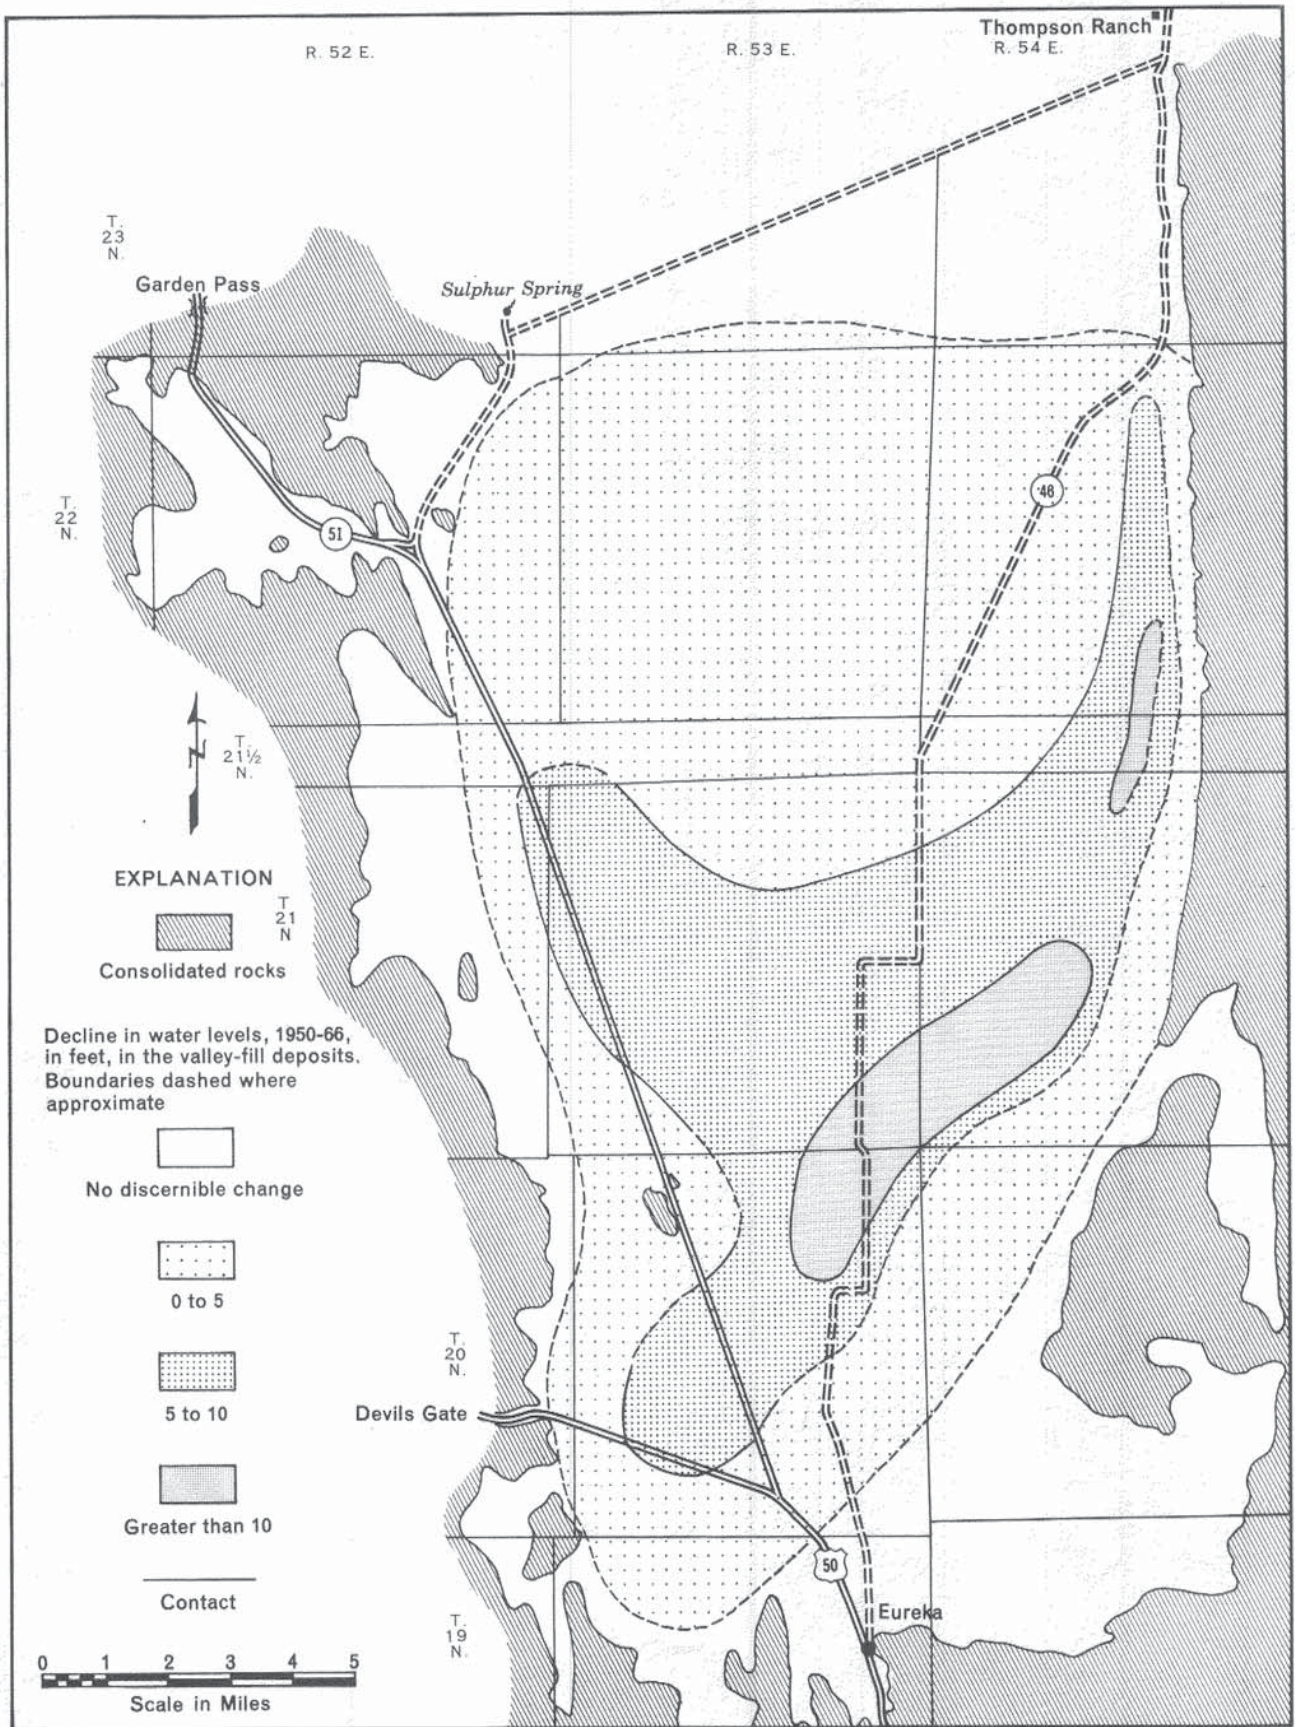 Thompson Ranch
R. 52 E.
R. 53 E.
R. 54 E.
T.
23
N.
Garden Pass
Sulphur Spring
46
T.
22
N.
51
N
T.
21½
N.
EXPLANATION
T
21
N
Consolidated rocks
Decline in water levels, 1950-66,
in feet, in the valley-fill deposits.
Boundaries dashed where
approximate
No discernible change
0 to 5
T.
20
N.
5 to 10
Devils Gate
Greater than 10
50
Contact
Eureka
T.
19
N.
0 1 2 3 4 5
Scale in Miles